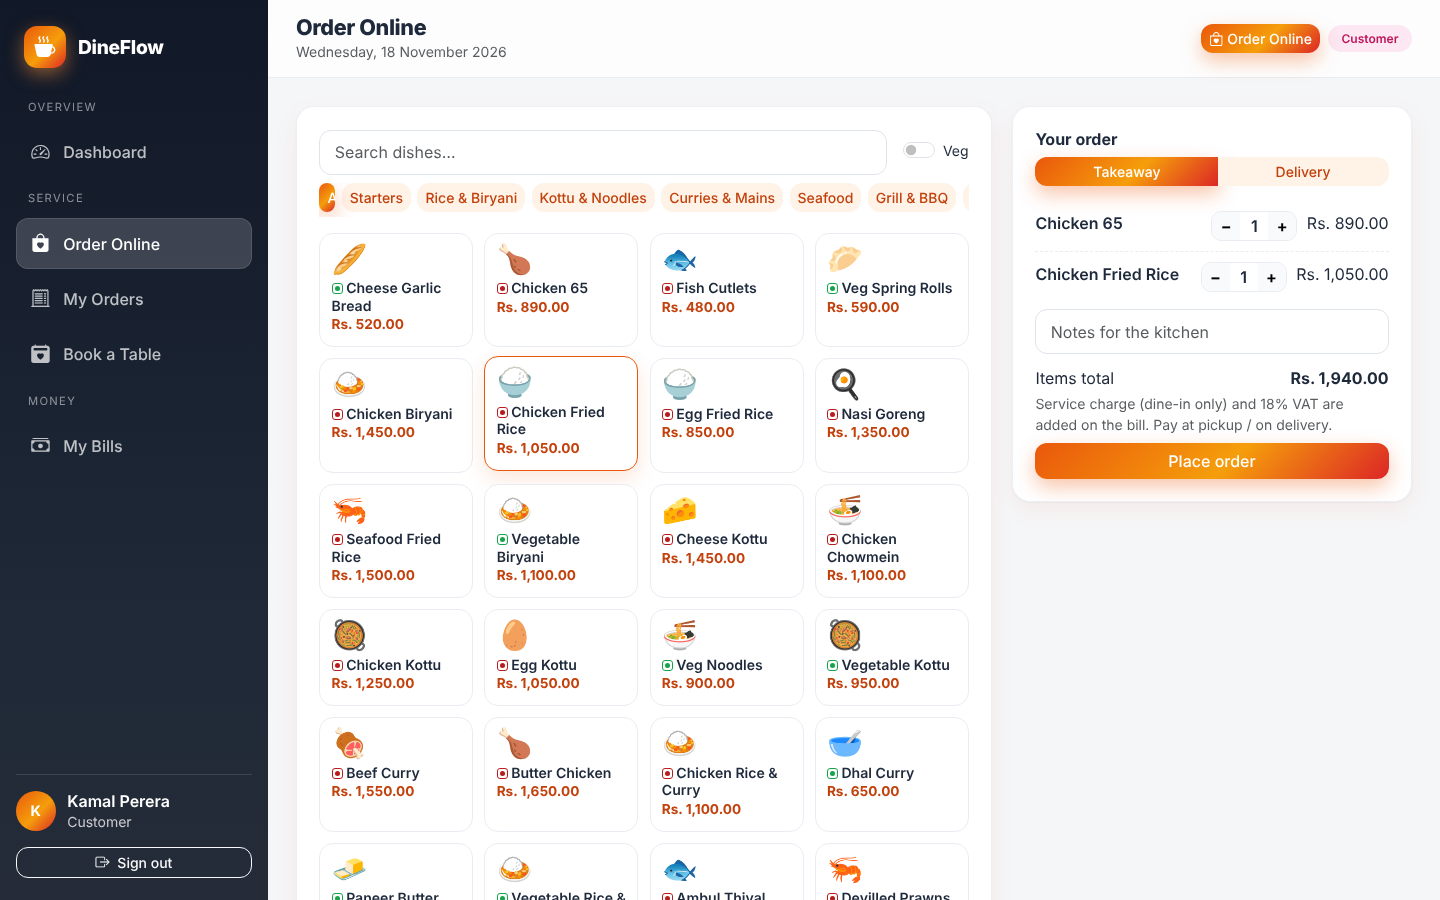 DineFlow
OVERVIEW
Dashboard
SERVICE
Order Online
My Orders
Book a Table
MONEY
My Bills
K
Kamal Perera
Customer
Sign out
Order Online
Wednesday, 18 November 2026
Order Online
Customer
Search dishes...
Veg
Starters
Rice & Biryani
Kottu & Noodles
Curries & Mains
Seafood
Grill & BBQ
Cheese Garlic
Bread
Rs. 520.00
Chicken 65
Rs. 890.00
Fish Cutlets
Rs. 480.00
Veg Spring Rolls
Rs. 590.00
Chicken Biryani
Rs. 1,450.00
Chicken Fried
Rice
Rs. 1,050.00
Egg Fried Rice
Rs. 850.00
Nasi Goreng
Rs. 1,350.00
Seafood Fried
Rice
Rs. 1,500.00
Vegetable
Biryani
Rs. 1,100.00
Cheese Kottu
Rs. 1,450.00
Chicken
Chowmein
Rs. 1,100.00
Chicken Kottu
Rs. 1,250.00
Egg Kottu
Rs. 1,050.00
Veg Noodles
Rs. 900.00
Vegetable Kottu
Rs. 950.00
Beef Curry
Rs. 1,550.00
Butter Chicken
Rs. 1,650.00
Chicken Rice &
Curry
Rs. 1,100.00
Dhal Curry
Rs. 650.00
Paneer Butter
Vegetable Rice &
Ambul Thiyal
Devilled Prawns
Your order
Takeaway
Delivery
Chicken 65
− 1 +
Rs. 890.00
Chicken Fried Rice
− 1 +
Rs. 1,050.00
Notes for the kitchen
Items total
Rs. 1,940.00
Service charge (dine-in only) and 18% VAT are
added on the bill. Pay at pickup / on delivery.
Place order